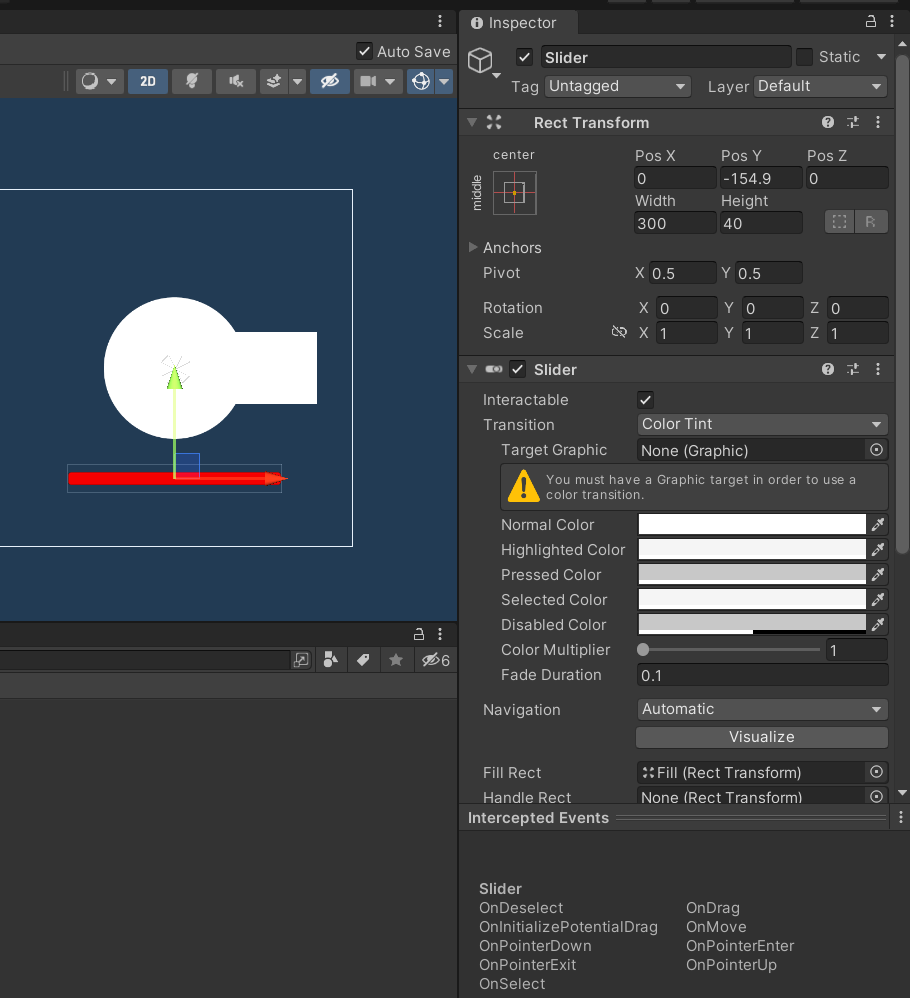 Inspector
Auto Save
Slider
Static
2D
Tag
Untagged
Layer
Default
Rect Transform
center
middle
Pos X
Pos Y
Pos Z
0
-154.9
0
Width
Height
300
40
R
Anchors
Pivot
X
0.5
Y
0.5
Rotation
X
0
Y
0
Z
0
Scale
X
1
Y
1
Z
1
Slider
Interactable
Transition
Color Tint
Target Graphic
None (Graphic)
You must have a Graphic target in order to use a
color transition.
Normal Color
Highlighted Color
Pressed Color
Selected Color
Disabled Color
Color Multiplier
1
Fade Duration
0.1
6
Navigation
Automatic
Visualize
Fill Rect
Fill (Rect Transform)
Handle Rect
None (Rect Transform)
Intercepted Events
Slider
OnDeselect
OnDrag
OnInitializePotentialDrag
OnMove
OnPointerDown
OnPointerEnter
OnPointerExit
OnPointerUp
OnSelect